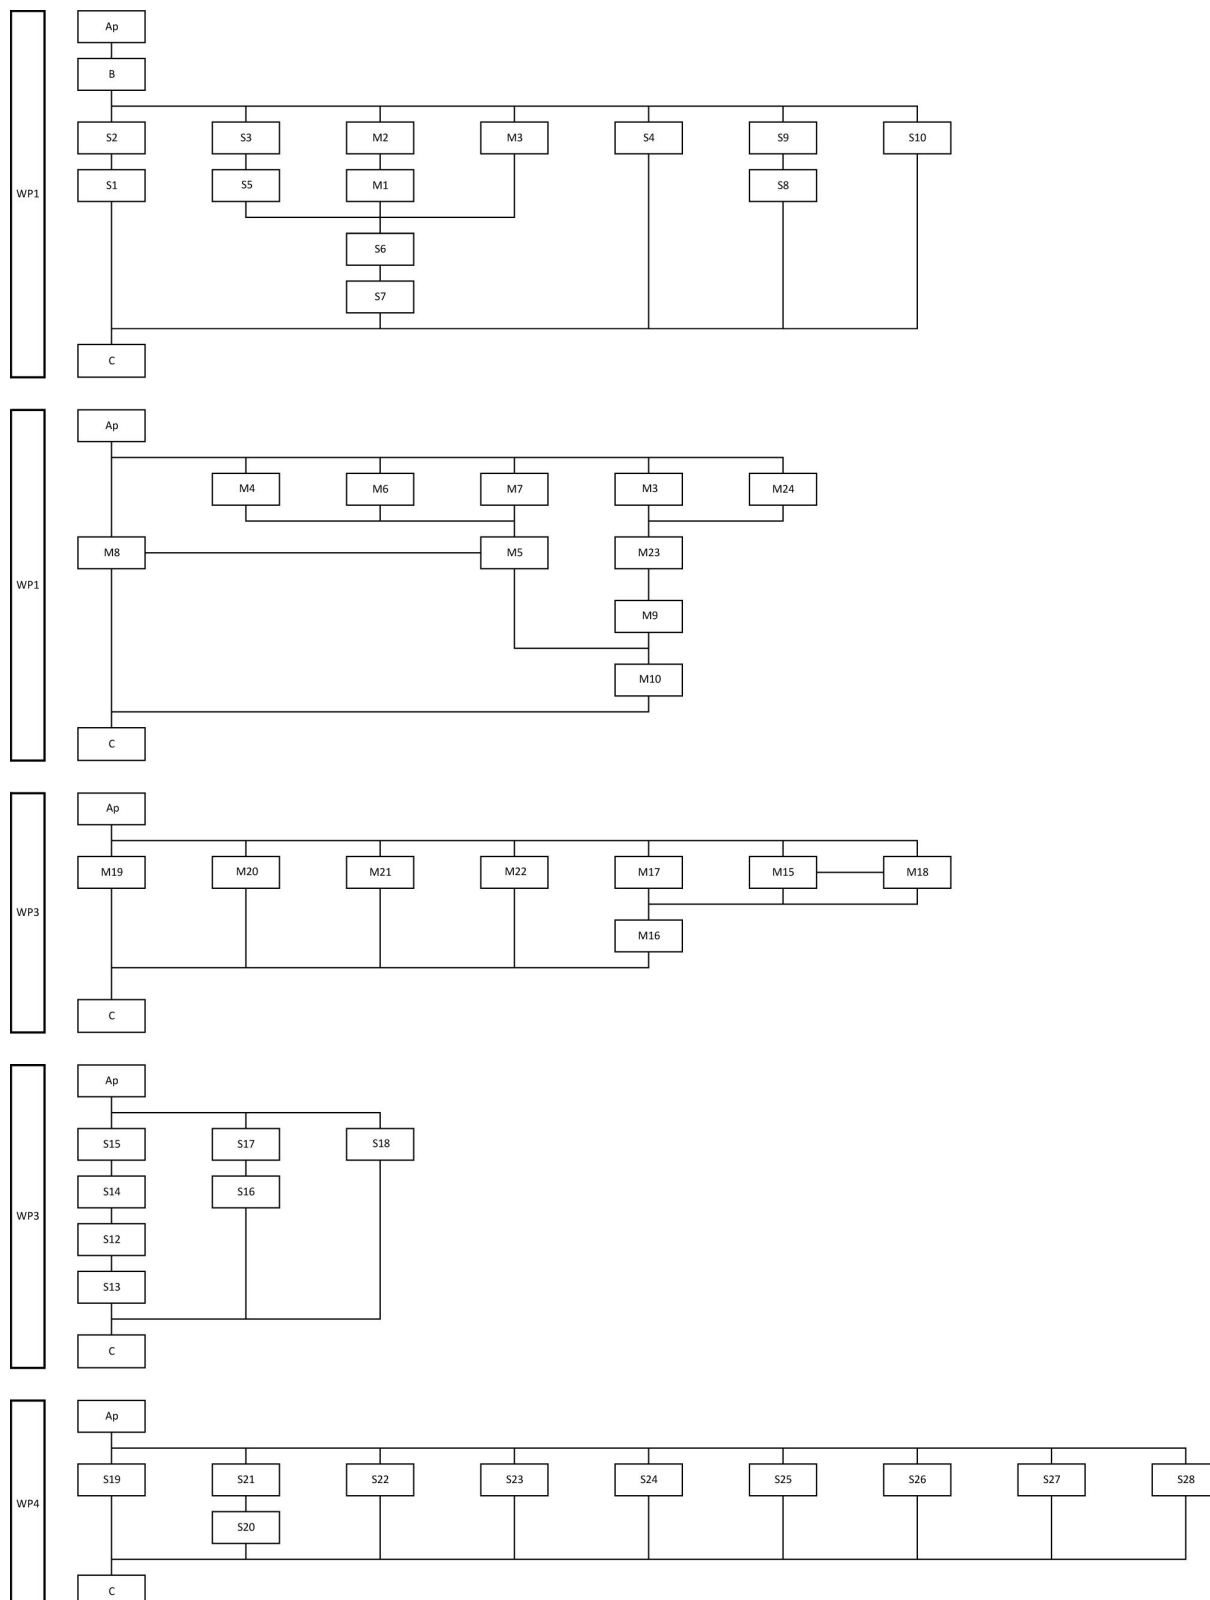 Ap
B
S2 S3 M2 M3 S4 S9 S10
S1 S5 M1 S8
WP1
S6
S7
C
Ap
M4 M6 M7 M3 M24
M8 M5 M23
WP1
M9
M10
C
Ap
M19 M20 M21 M22 M17 M15 M18
WP3
M16
C
Ap
S15 S17 S18
S14 S16
WP3
S12
S13
C
Ap
S19 S21 S22 S23 S24 S25 S26 S27 S28
WP4
S20
C